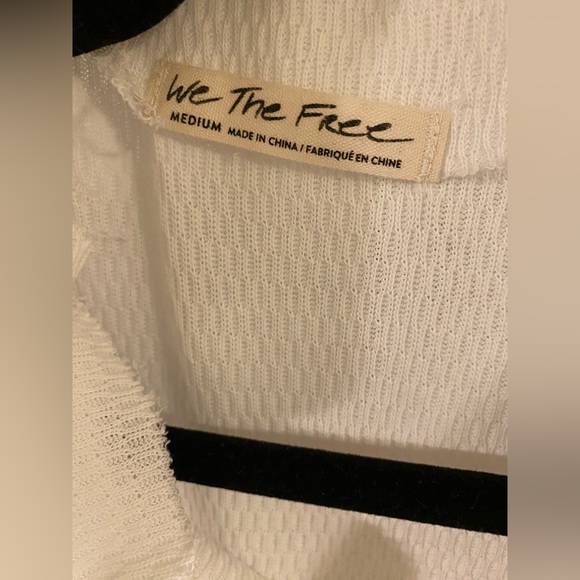 We The Free
MEDIUM MADE IN CHINA / FABRIQUÉ EN CHINE